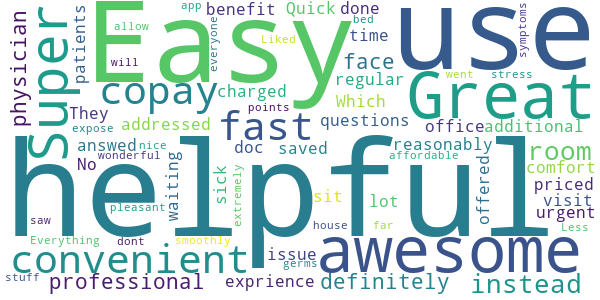 physician
Super
patients
allow
will
Easy
app
everyone
benefit
Quick
Liked
done
bed
time
use
symptoms
copay
charged
face
regular
went
stress
Great
They
expose
addressed
fast
points
Which
questions
office
additional
No
answered
nice
wonderful
waiting
doc
saved
reasonably
affordable
offered
room
comfort
helpful
pleasant
sick
extremely
sit
lot
priced
visit
urgent
saw
Everything
dont
smoothly
house
far
Less
convenient
issue
germs
awesome
stuff
professional
exprience
definitely
instead